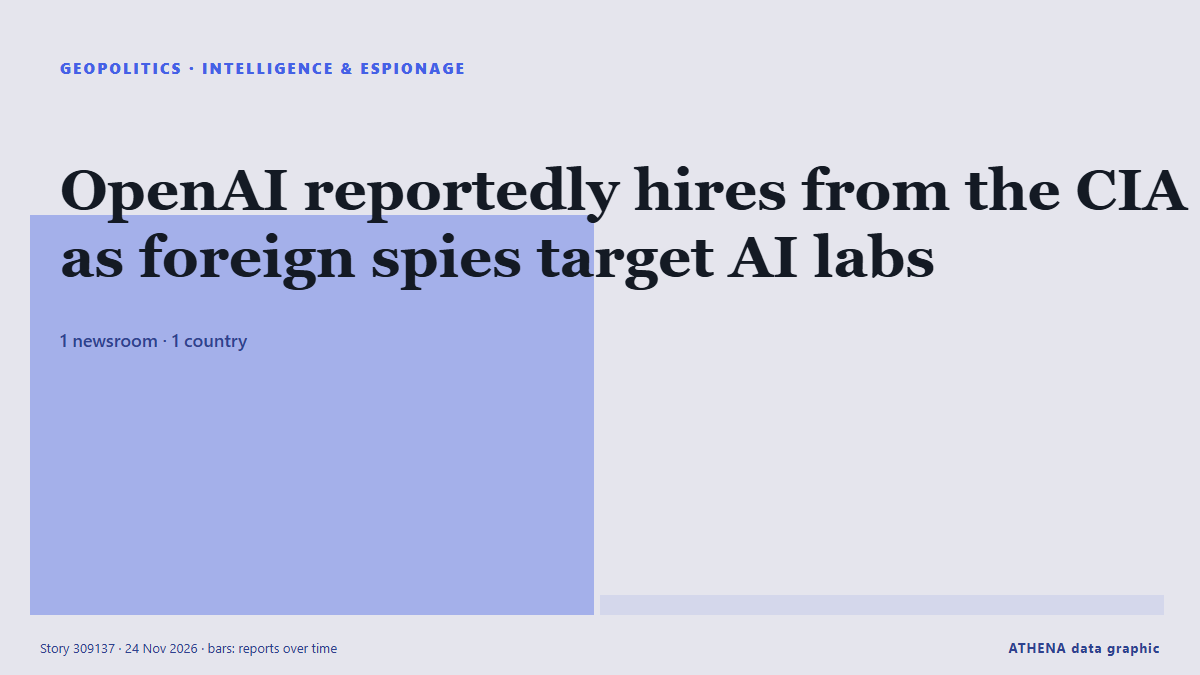 GEOPOLITICS · INTELLIGENCE & ESPIONAGE
OpenAI reportedly hires from the CIA
as foreign spies target AI labs
1 newsroom · 1 country
Story 309137 · 24 Nov 2026 · bars: reports over time
ATHENA data graphic